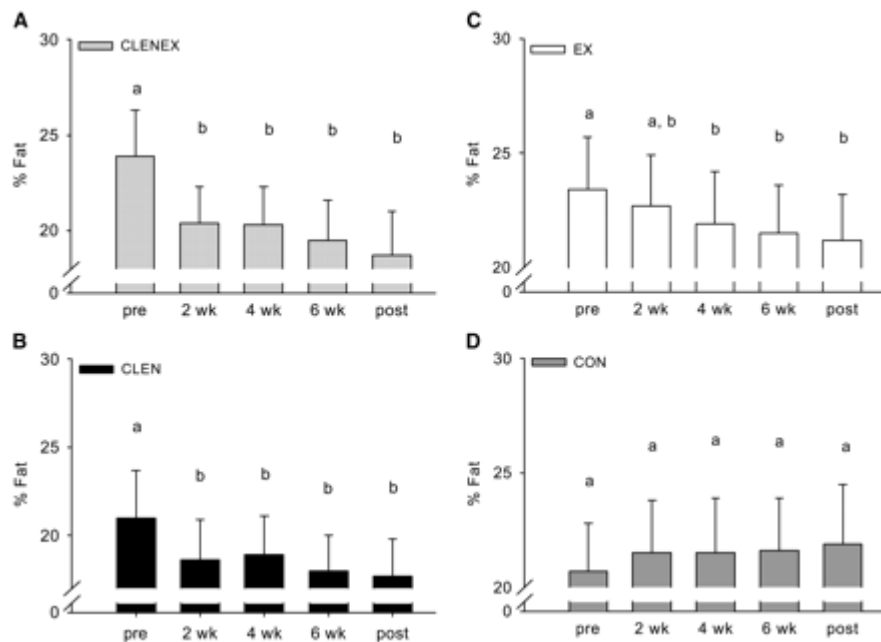 A
30
CLENEX
a
b b b b
25
% Fat
20
0
pre 2 wk 4 wk 6 wk post
B
30
CLEN
a
b b b b
25
% Fat
20
0
pre 2 wk 4 wk 6 wk post
C
30
EX
a a, b b b b
25
% Fat
20
0
pre 2 wk 4 wk 6 wk post
D
30
CON
a a a a a
25
% Fat
20
0
pre 2 wk 4 wk 6 wk post